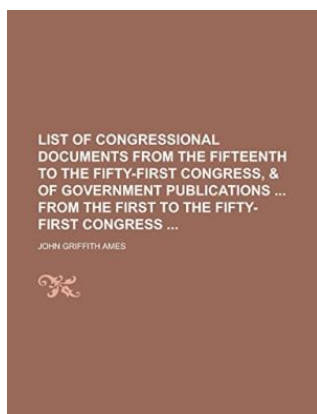 LIST OF CONGRESSIONAL
DOCUMENTS FROM THE FIFTEENTH
TO THE FIFTY-FIRST CONGRESS, &
OF GOVERNMENT PUBLICATIONS ...
FROM THE FIRST TO THE FIFTY-
FIRST CONGRESS ...
JOHN GRIFFITH AMES